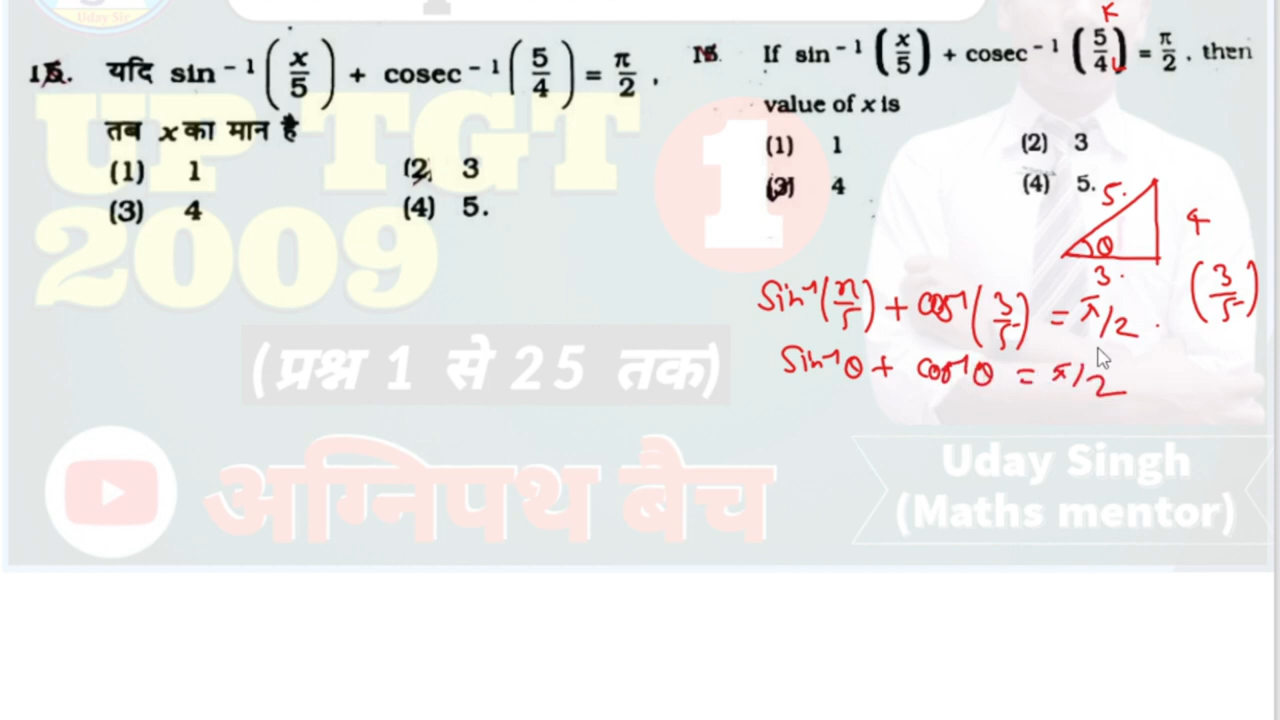 Uday Sir
15. यदि sin⁻¹(x/5) + cosec⁻¹(5/4) = π/2,
तब x का मान है
(1) 1 (2) 3
(3) 4 (4) 5.
If sin⁻¹(x/5) + cosec⁻¹(5/4) = π/2, then
value of x is
(1) 1 (2) 3
(3) 4 (4) 5.
5.
4
θ
3.
(3/5)
sin⁻¹(x/5) + cos⁻¹(3/5) = π/2.
sin⁻¹θ + cos⁻¹θ = π/2
UP TGT
2009
1
(प्रश्न 1 से 25 तक)
अग्निपथ बैच
Uday Singh
(Maths mentor)